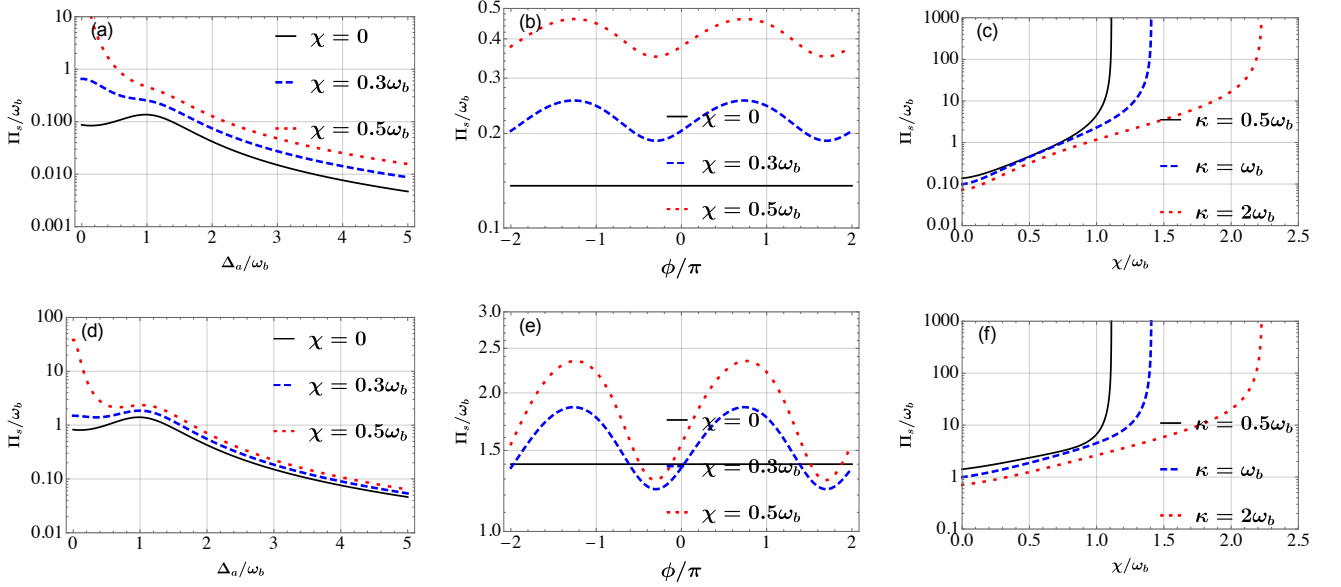 (a)
χ = 0
χ = 0.3ω_b
χ = 0.5ω_b
Π_s/ω_b
10
1
0.100
0.010
0.001
0 1 2 3 4 5
Δ_a/ω_b
(b)
χ = 0
χ = 0.3ω_b
χ = 0.5ω_b
Π_s/ω_b
0.5
0.4
0.3
0.2
0.1
-2 -1 0 1 2
ϕ/π
(c)
κ = 0.5ω_b
κ = ω_b
κ = 2ω_b
Π_s/ω_b
1000
100
10
1
0.10
0.01
0.0 0.5 1.0 1.5 2.0 2.5
χ/ω_b
(d)
χ = 0
χ = 0.3ω_b
χ = 0.5ω_b
Π_s/ω_b
100
10
1
0.10
0.01
0 1 2 3 4 5
Δ_a/ω_b
(e)
χ = 0
χ = 0.3ω_b
χ = 0.5ω_b
Π_s/ω_b
3.0
2.5
2.0
1.5
1.0
-2 -1 0 1 2
ϕ/π
(f)
κ = 0.5ω_b
κ = ω_b
κ = 2ω_b
Π_s/ω_b
1000
100
10
1
0.1
0.0 0.5 1.0 1.5 2.0 2.5
χ/ω_b